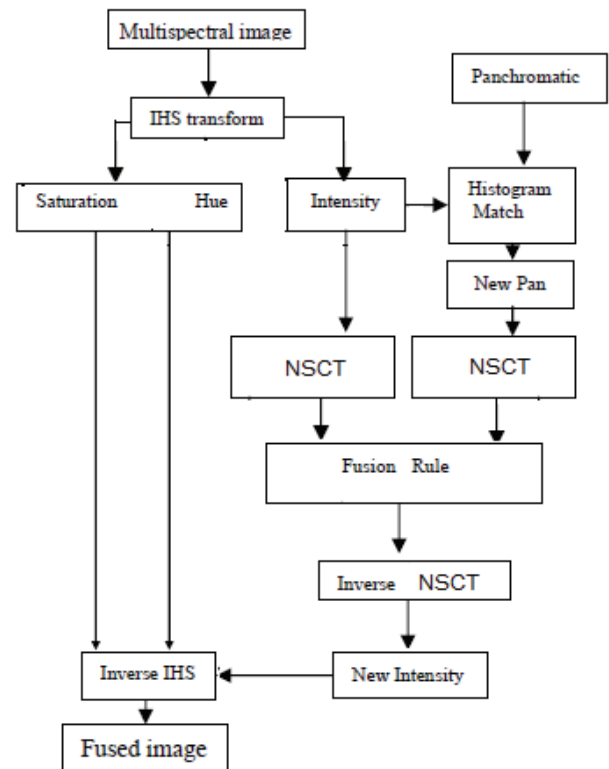 Multispectral image
Panchromatic
IHS transform
Saturation Hue
Intensity
Histogram
Match
New Pan
NSCT
NSCT
Fusion Rule
Inverse NSCT
Inverse IHS
New Intensity
Fused image